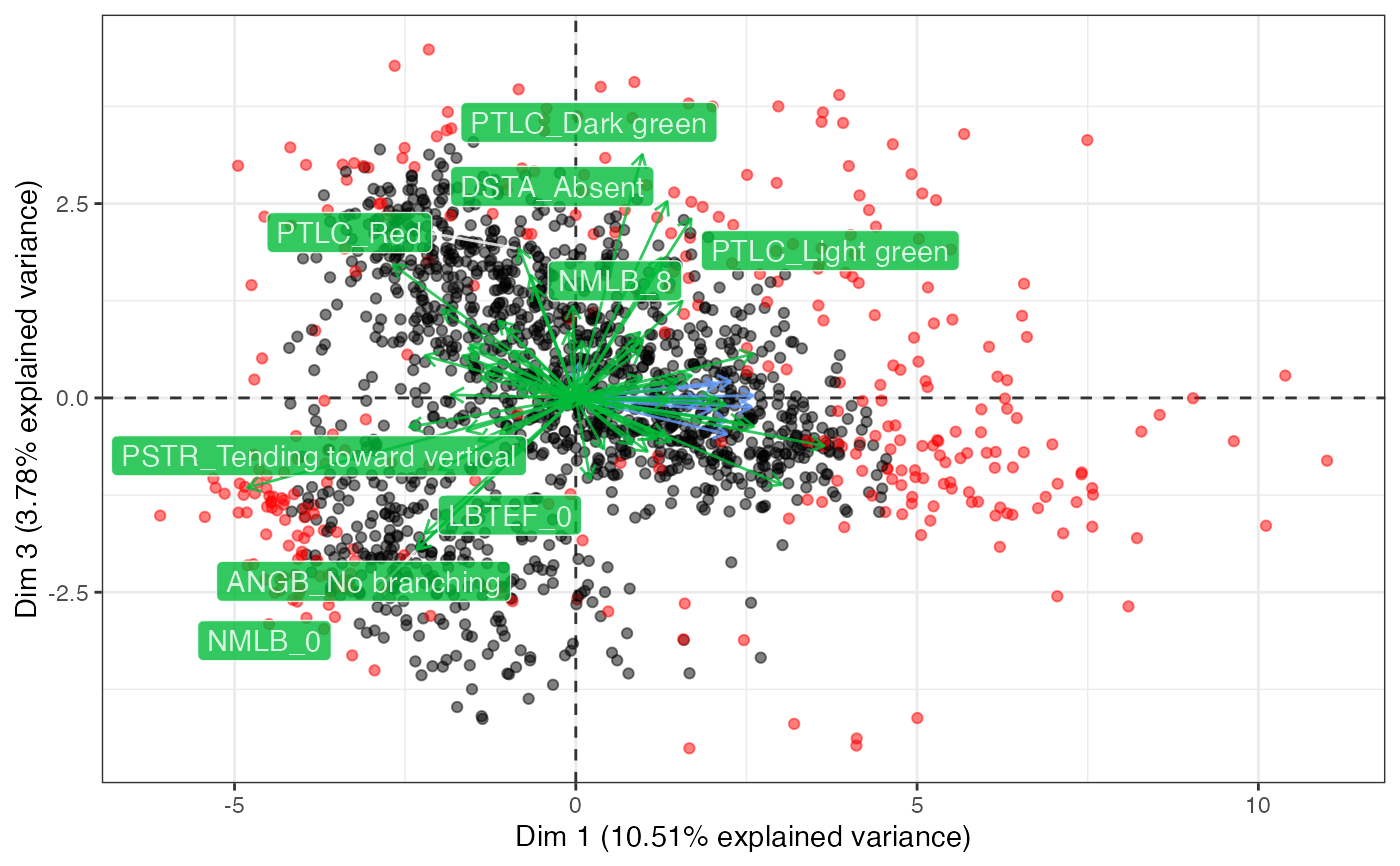 PTLC_Dark green
DSTA_Absent
PTLC_Red
PTLC_Light green
NMLB_8
PSTR_Tending toward vertical
LBTEF_0
ANGB_No branching
NMLB_0
2.5
0.0
-2.5
-5
0
5
10
Dim 1 (10.51% explained variance)
Dim 3 (3.78% explained variance)